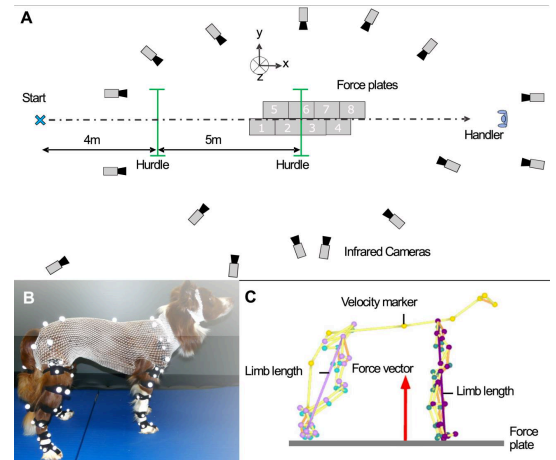 A
y
x
z
Force plates
Start
5 6 7 8
1 2 3 4
Handler
4m
5m
Hurdle
Hurdle
Infrared Cameras
B
C
Velocity marker
Limb length
Force vector
Limb length
Force
plate